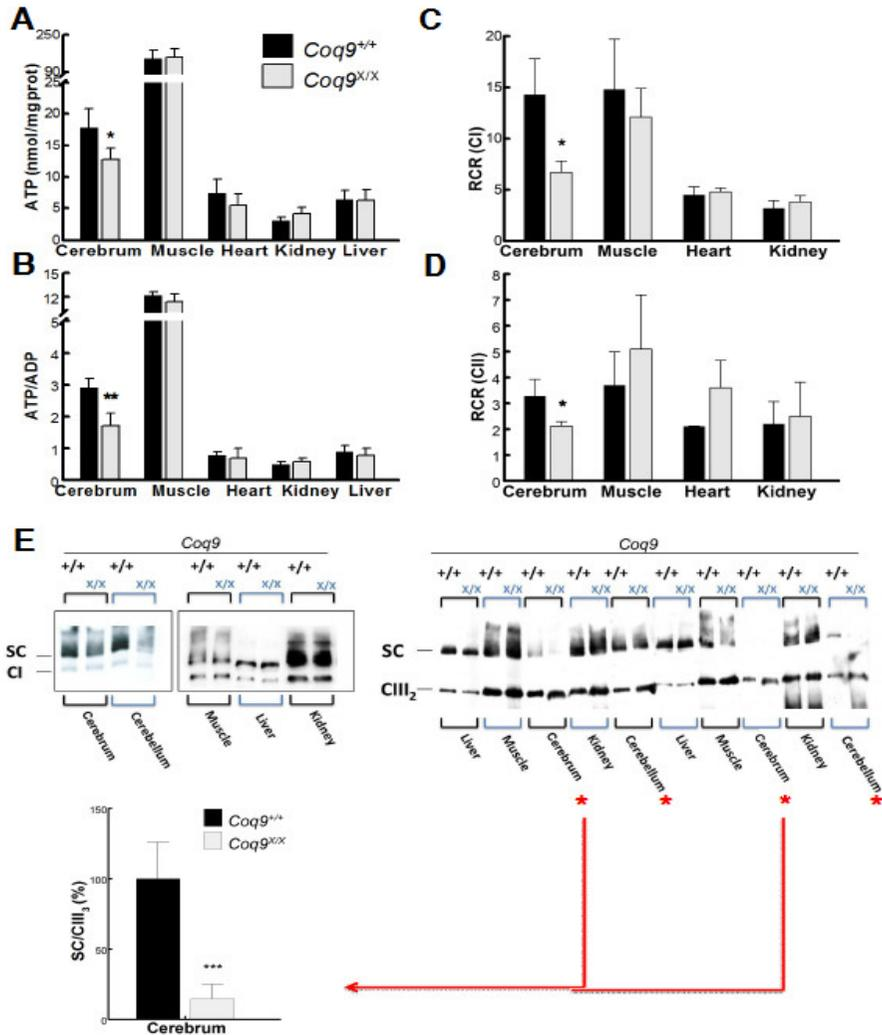 A
250
90
25
20
15
10
5
0
ATP (nmol/mgprot)
*
Cerebrum Muscle Heart Kidney Liver
Coq9+/+
Coq9X/X
C
20
15
10
5
0
RCR (CI)
*
Cerebrum Muscle Heart Kidney
B
15
12
5
4
3
2
1
0
ATP/ADP
**
Cerebrum Muscle Heart Kidney Liver
D
8
7
6
5
4
3
2
1
0
RCR (CII)
*
Cerebrum Muscle Heart Kidney
E
Coq9
+/+ +/+ +/+ +/+ +/+
x/x x/x x/x x/x x/x
SC
CI
Cerebrum Cerebellum Muscle Liver Kidney
Coq9
+/+ +/+ +/+ +/+ +/+ +/+ +/+ +/+ +/+ +/+
x/x x/x x/x x/x x/x x/x x/x x/x x/x x/x
SC
CIII2
Liver Muscle Cerebrum Kidney Cerebellum Liver Muscle Cerebrum Kidney Cerebellum
* * * *
150
100
50
0
SC/CIII3 (%)
Coq9+/+
Coq9X/X
***
Cerebrum